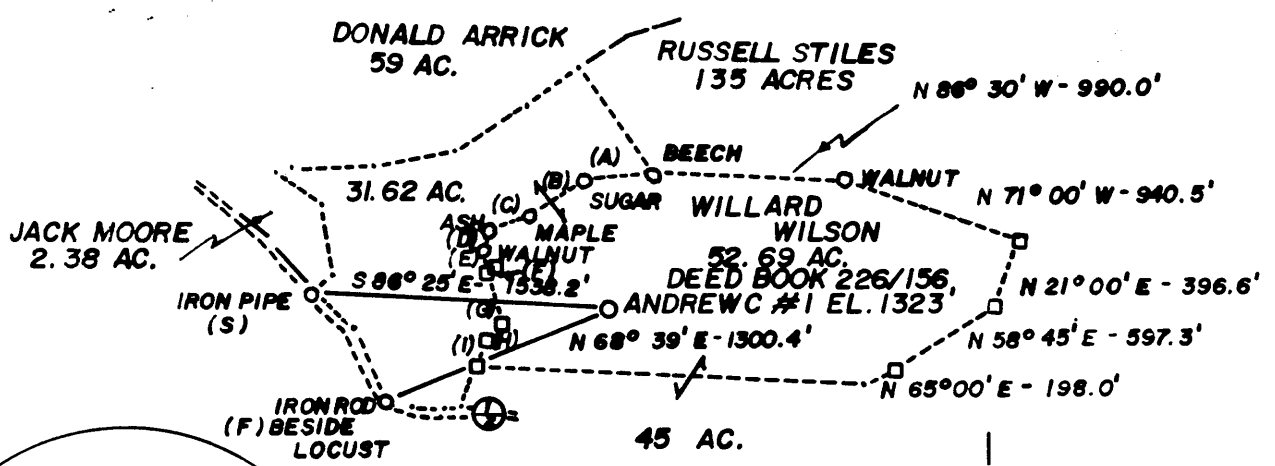 DONALD ARRICK
59 AC.
RUSSELL STILES
135 ACRES
N 86° 30' W - 990.0'
(A)
BEECH
(B)
SUGAR
WALNUT
N 71° 00' W - 940.5'
31.62 AC.
(C)
MAPLE
WILLARD
WILSON
52.69 AC.
DEED BOOK 226/156
ANDREW C #1 EL. 1323'
JACK MOORE
2.38 AC.
ASH
(D)
(E)
WALNUT
(F)
S 86° 25' E - 1538.2'
IRON PIPE
(S)
(G)
(H)
(I)
N 68° 39' E - 1300.4'
N 21° 00' E - 396.6'
N 58° 45' E - 597.3'
N 65° 00' E - 198.0'
IRON ROD
(F) BESIDE
LOCUST
45 AC.